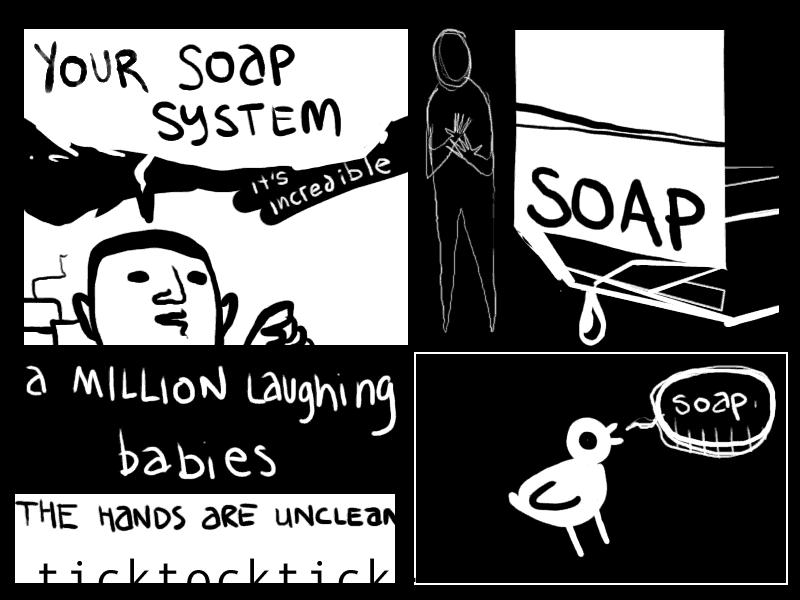 YOUR SOAP
SYSTEM
it's
incredible
SOAP
a MILLION Laughing
babies
THE HANDS ARE UNCLEAN
ticktocktick
soap.